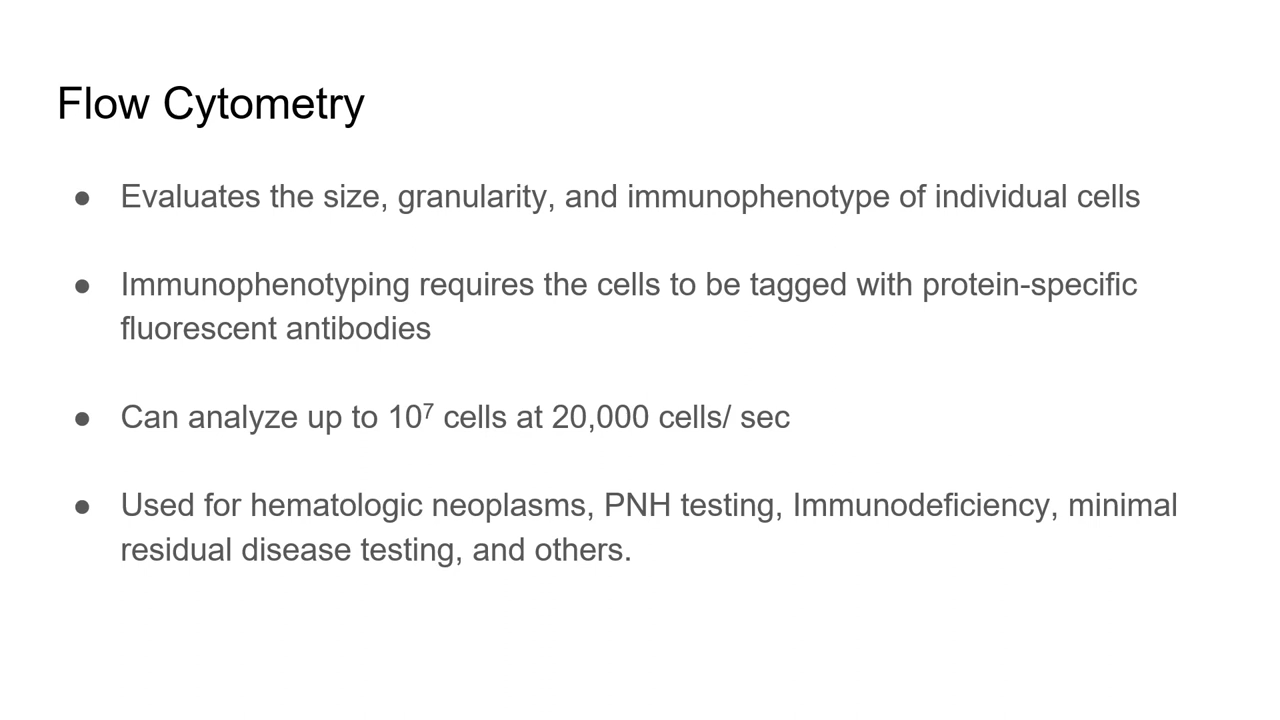 Flow Cytometry
● Evaluates the size, granularity, and immunophenotype of individual cells
● Immunophenotyping requires the cells to be tagged with protein-specific
fluorescent antibodies
● Can analyze up to 10⁷ cells at 20,000 cells/ sec
● Used for hematologic neoplasms, PNH testing, Immunodeficiency, minimal
residual disease testing, and others.